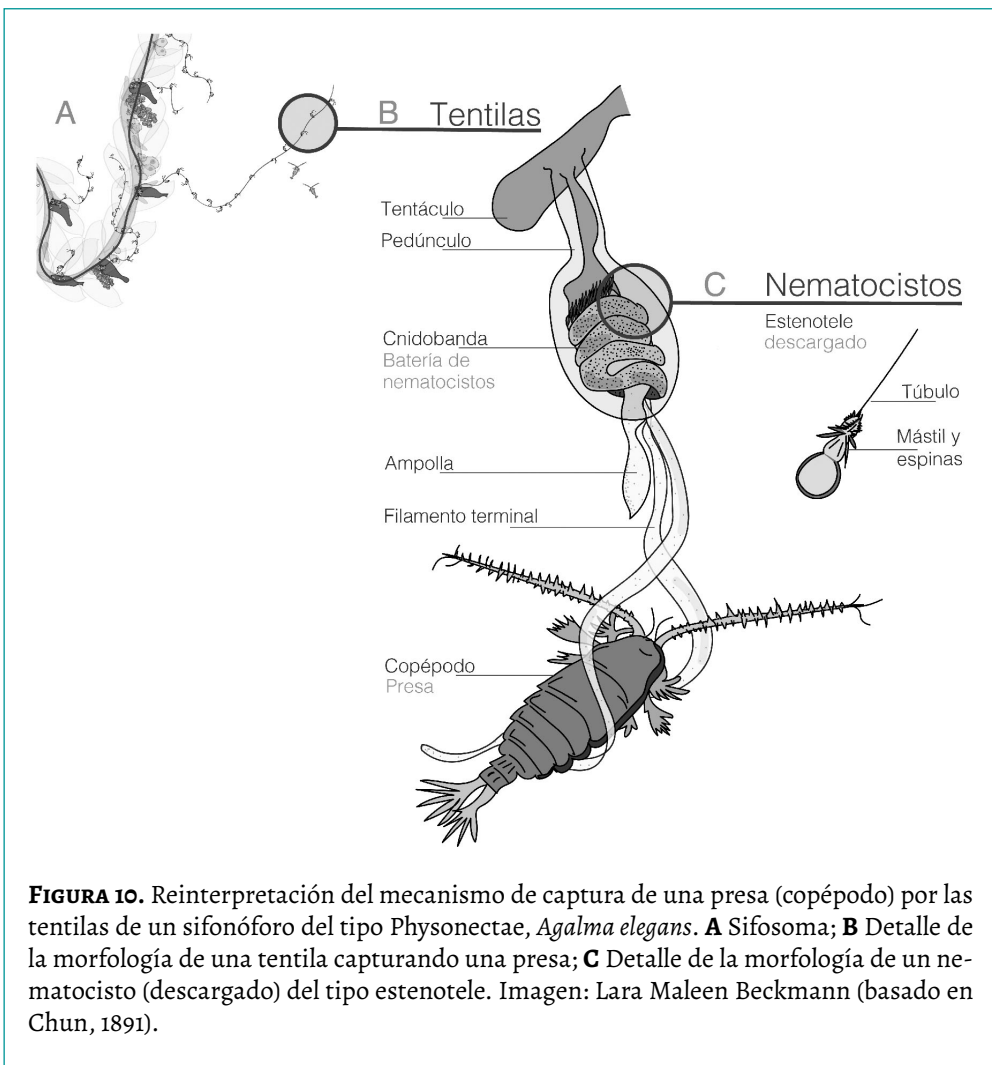 A
B Tentilas
Tentáculo
Pedúnculo
C Nematocistos
Estenotele
descargado
Cnidobanda
Batería de
nematocistos
Túbulo
Mástil y
espinas
Ampolla
Filamento terminal
Copépodo
Presa
FIGURA 10. Reinterpretación del mecanismo de captura de una presa (copépodo) por las
tentilas de un sifonóforo del tipo Physonectae, Agalma elegans. A Sifosoma; B Detalle de
la morfología de una tentila capturando una presa; C Detalle de la morfología de un ne-
matocisto (descargado) del tipo estenotele. Imagen: Lara Maleen Beckmann (basado en
Chun, 1891).